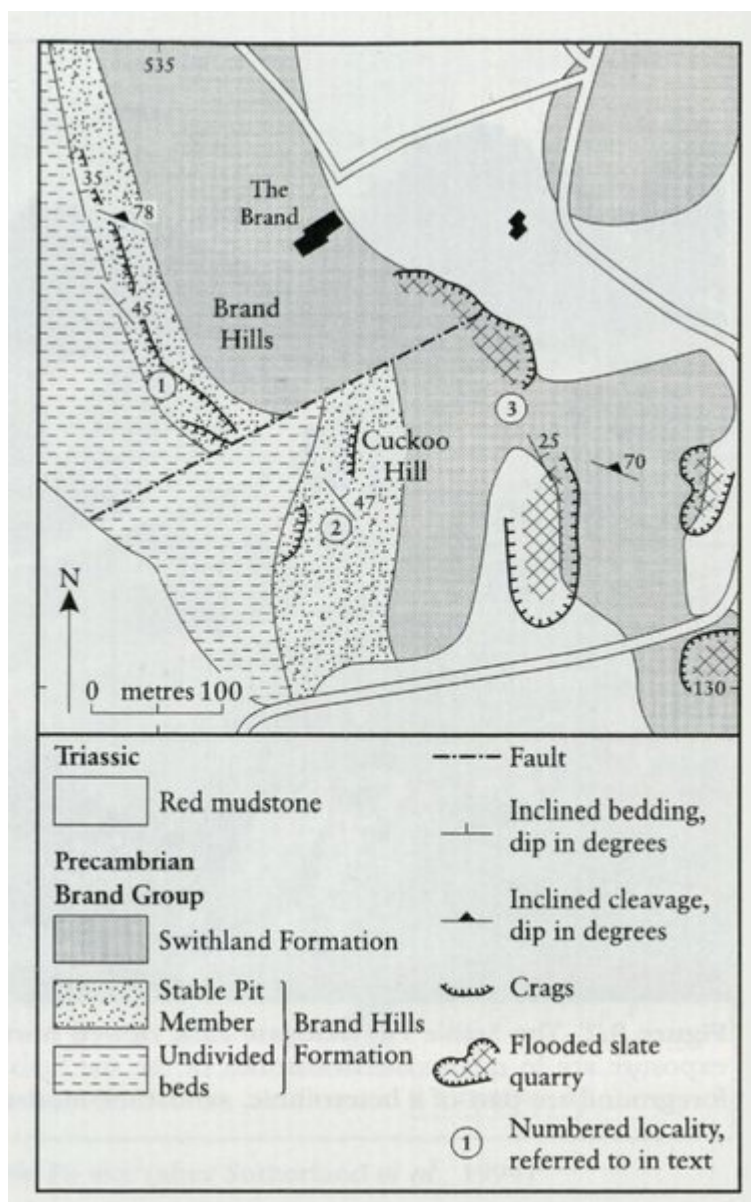 535
35
78
The
Brand
45
Brand
Hills
1
3
Cuckoo
Hill
25
70
47
2
N
0 metres 100
130
Triassic
Red mudstone
Precambrian
Brand Group
Swithland Formation
Stable Pit
Member
Undivided
beds
Brand Hills
Formation
Fault
Inclined bedding,
dip in degrees
Inclined cleavage,
dip in degrees
Crags
Flooded slate
quarry
1
Numbered locality,
referred to in text